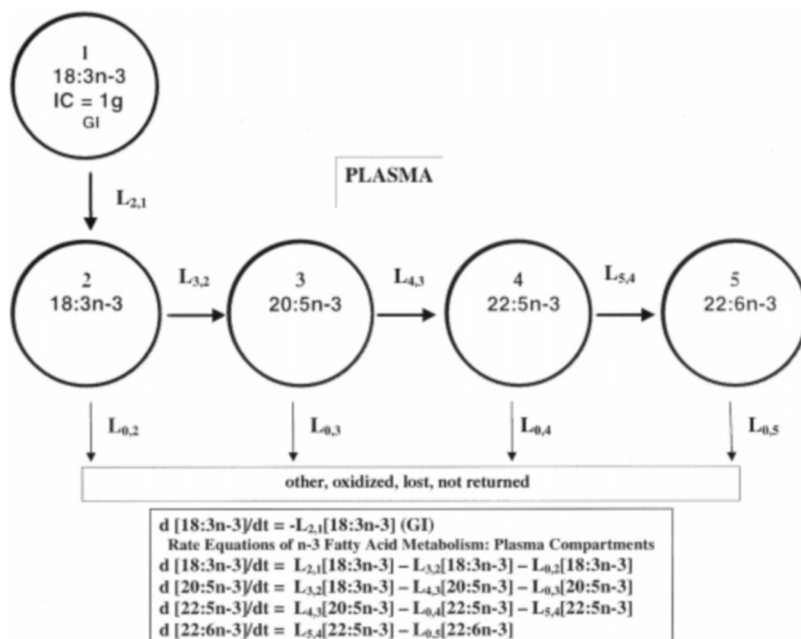 1
18:3n-3
IC = 1g
GI
L2,1
PLASMA
2
18:3n-3
L3,2
3
20:5n-3
L4,3
4
22:5n-3
L5,4
5
22:6n-3
L0,2
L0,3
L0,4
L0,5
other, oxidized, lost, not returned
d [18:3n-3]/dt = -L2,1[18:3n-3] (GI)
Rate Equations of n-3 Fatty Acid Metabolism: Plasma Compartments
d [18:3n-3]/dt = L2,1[18:3n-3] – L3,2[18:3n-3] – L0,2[18:3n-3]
d [20:5n-3]/dt = L3,2[18:3n-3] – L4,3[20:5n-3] – L0,3[20:5n-3]
d [22:5n-3]/dt = L4,3[20:5n-3] – L0,4[22:5n-3] – L5,4[22:5n-3]
d [22:6n-3]/dt = L5,4[22:5n-3] – L0,5[22:6n-3]